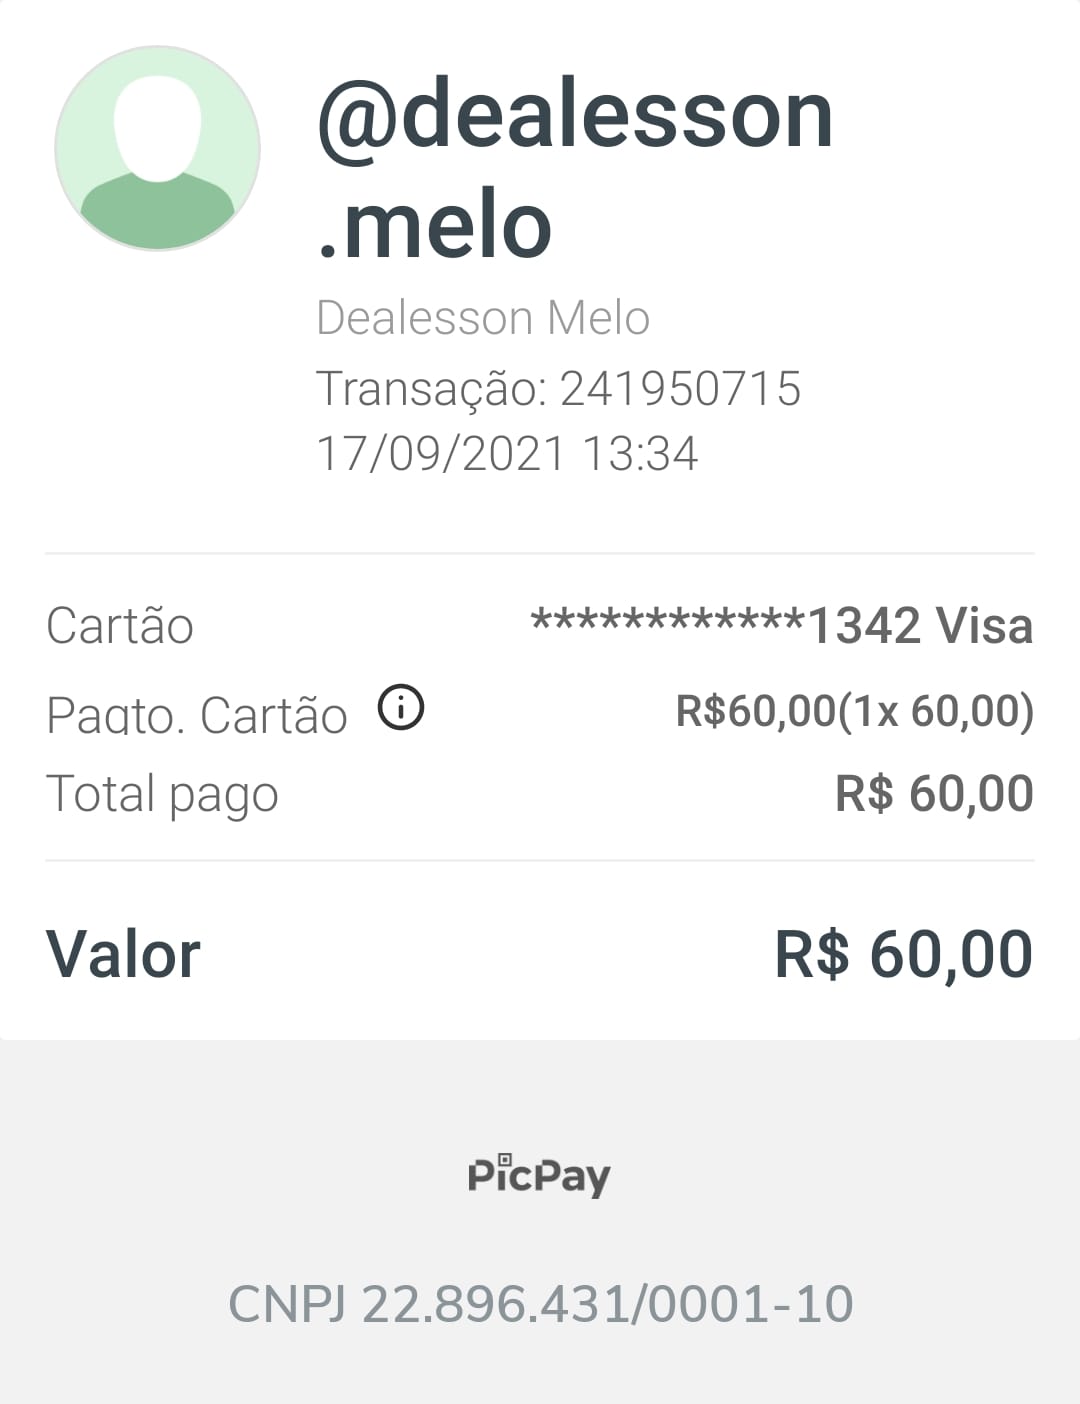 @dealesson
.melo
Dealesson Melo
Transação: 241950715
17/09/2021 13:34
Cartão ************1342 Visa
Pagto. Cartão R$60,00(1x 60,00)
Total pago R$ 60,00
Valor R$ 60,00
PicPay
CNPJ 22.896.431/0001-10